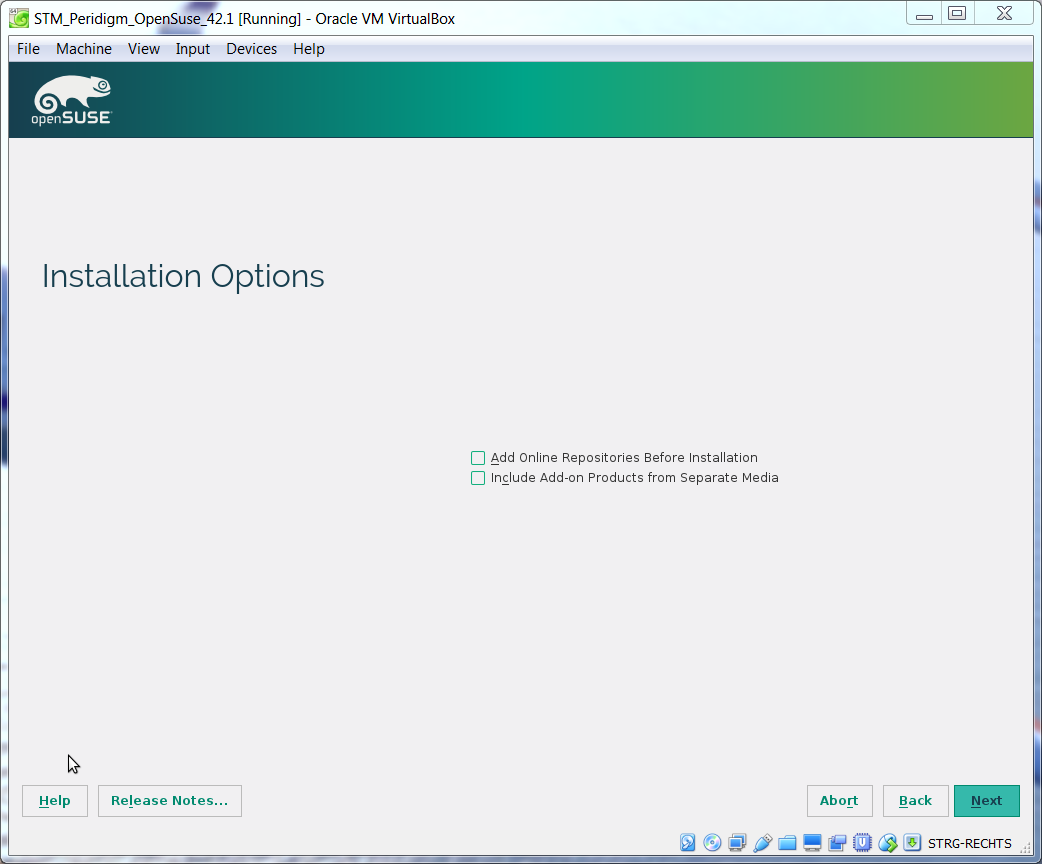 STM_Peridigm_OpenSuse_42.1 [Running] - Oracle VM VirtualBox
File Machine View Input Devices Help
openSUSE
Installation Options
Add Online Repositories Before Installation
Include Add-on Products from Separate Media
Help Release Notes... Abort Back Next
STRG-RECHTS